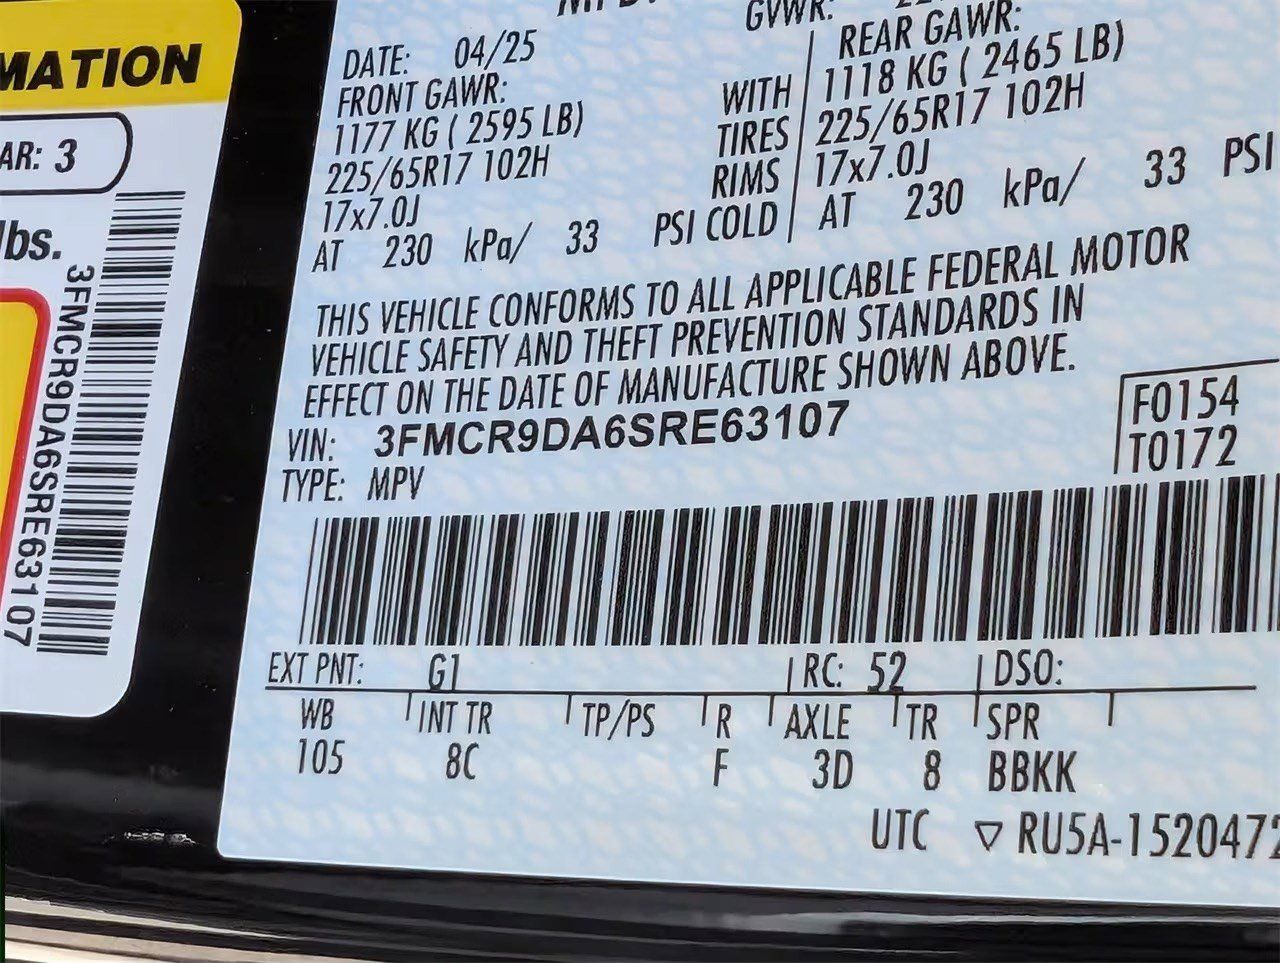 MATION
AR: 3
lbs.
3FMCR9DA6SRE63107
GVWR:
DATE: 04/25
FRONT GAWR:
1177 KG ( 2595 LB)
225/65R17 102H
17x7.0J
AT 230 kPa/ 33 PSI COLD
WITH
TIRES
RIMS
REAR GAWR:
1118 KG ( 2465 LB)
225/65R17 102H
17x7.0J
AT 230 kPa/ 33 PSI
THIS VEHICLE CONFORMS TO ALL APPLICABLE FEDERAL MOTOR
VEHICLE SAFETY AND THEFT PREVENTION STANDARDS IN
EFFECT ON THE DATE OF MANUFACTURE SHOWN ABOVE.
VIN: 3FMCR9DA6SRE63107
TYPE: MPV
F0154
T0172
EXT PNT: G1 RC: 52 DSO:
WB INT TR TP/PS R AXLE TR SPR
105 8C F 3D 8 BBKK
UTC ▽ RU5A-1520472